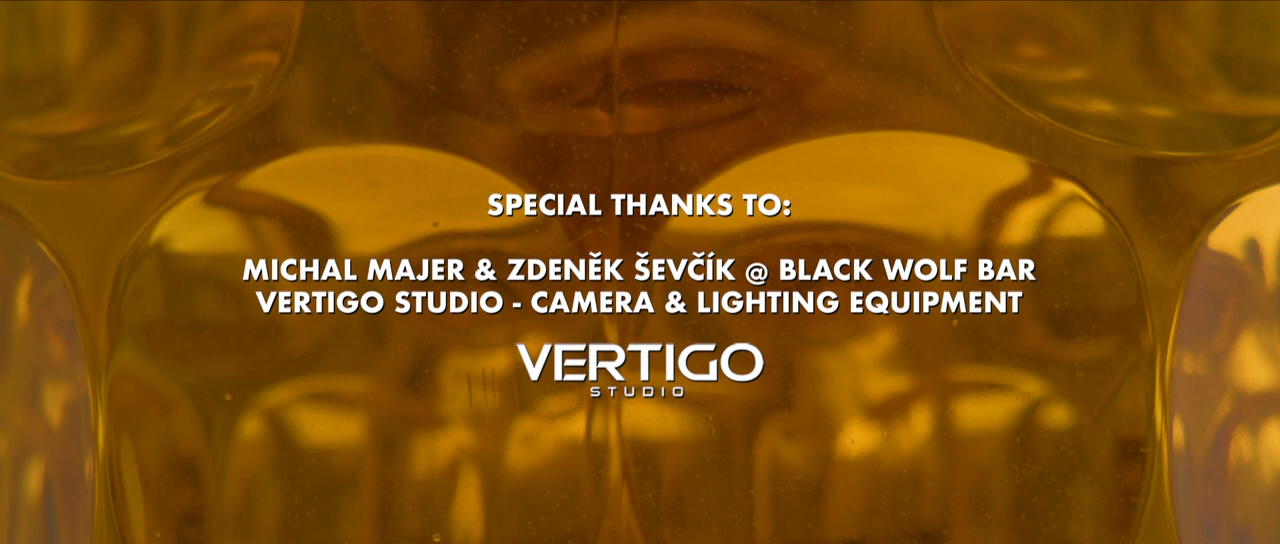 SPECIAL THANKS TO:
MICHAL MAJER & ZDENĚK ŠEVČÍK @ BLACK WOLF BAR
VERTIGO STUDIO - CAMERA & LIGHTING EQUIPMENT
VERTIGO
STUDIO